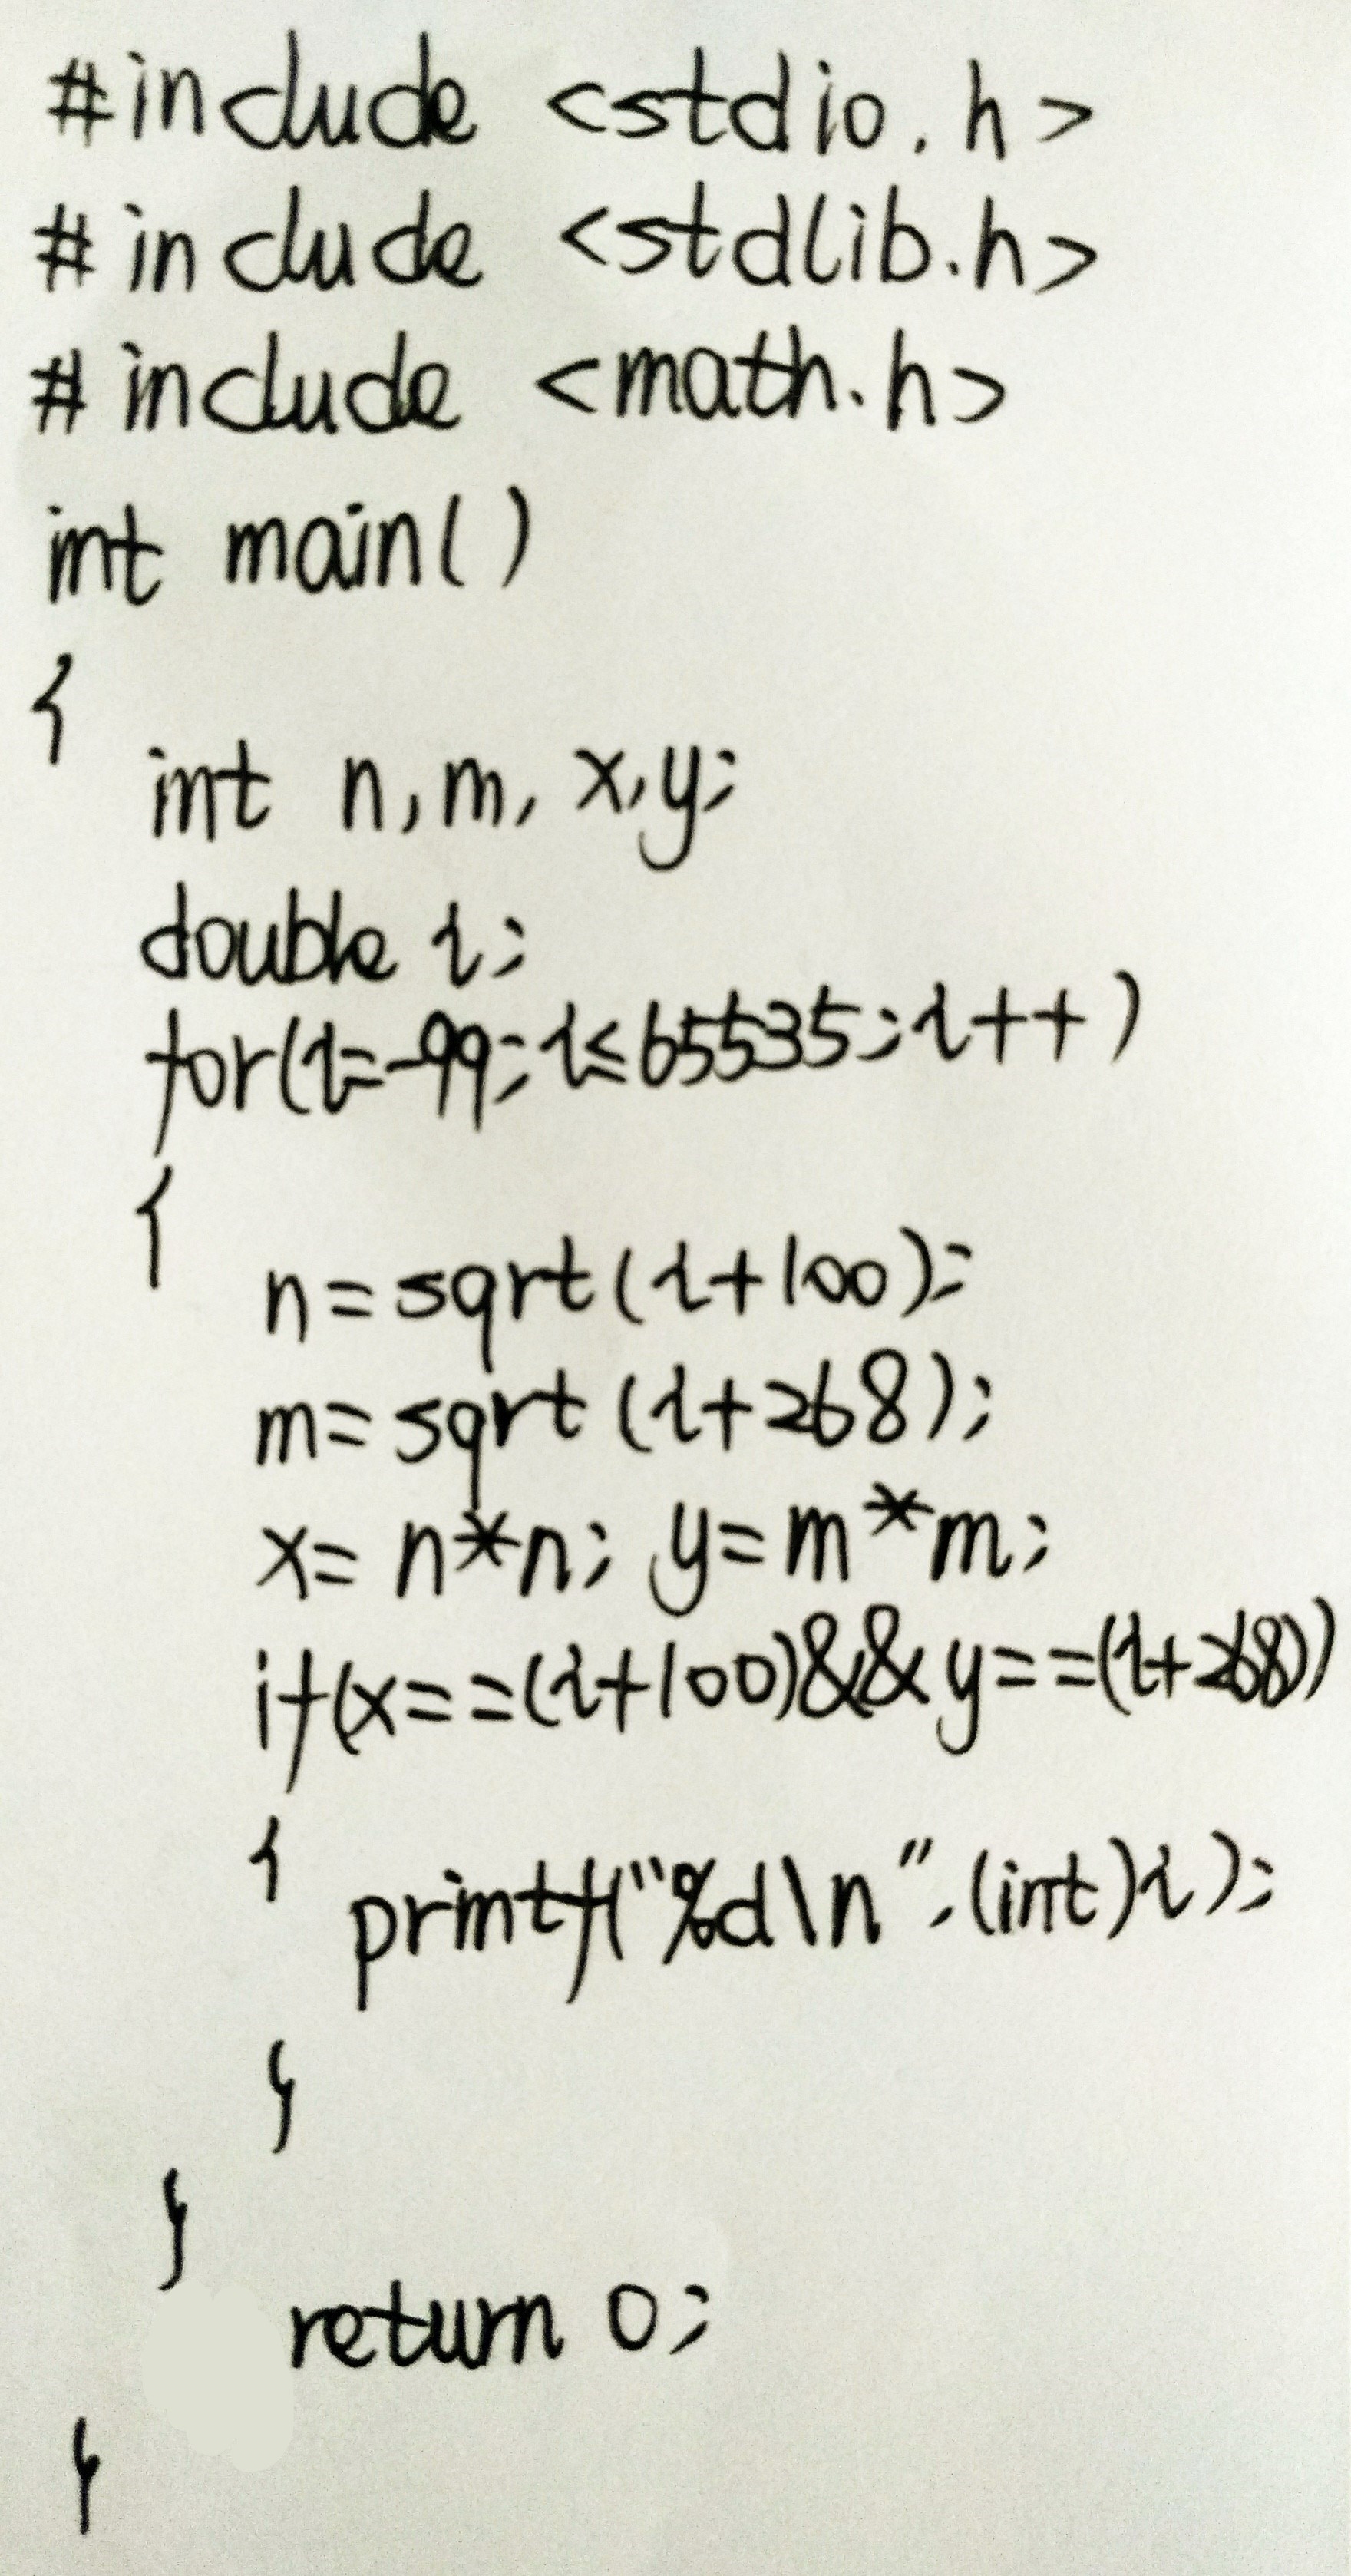 #include <stdio.h>
#include <stdlib.h>
#include <math.h>
int main()
{
int n,m,x,y;
double i;
for(i=-99;i≤65535;i++)
{
n=sqrt(i+100);
m=sqrt(i+268);
x=n*n; y=m*m;
if(x==(i+100)&&y==(i+268))
{ printf("%d\n",(int)i);
}
}
return 0;
}